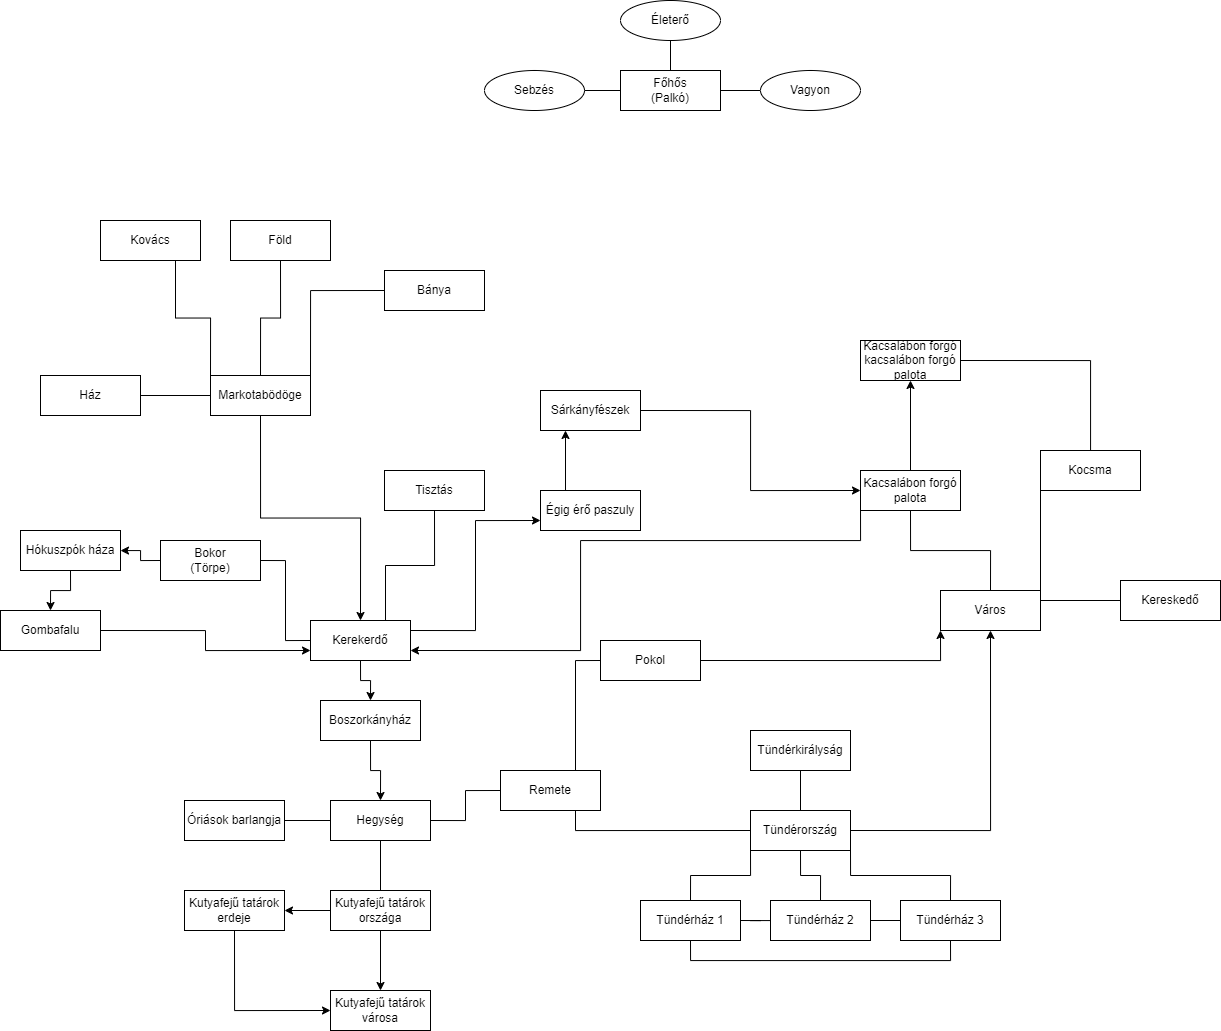 Életerő
Sebzés
Főhős
(Palkó)
Vagyon
Kovács
Föld
Bánya
Ház
Markotabödöge
Kacsalábon forgó
kacsalábon forgó
palota
Sárkányfészek
Kocsma
Tisztás
Kacsalábon forgó
palota
Égig érő paszuly
Hókuszpók háza
Bokor
(Törpe)
Gombafalu
Kerekerdő
Város
Kereskedő
Pokol
Boszorkányház
Tündérkirályság
Remete
Óriások barlangja
Hegység
Tündérország
Kutyafejű tatárok
erdeje
Kutyafejű tatárok
országa
Tündérház 1
Tündérház 2
Tündérház 3
Kutyafejű tatárok
városa